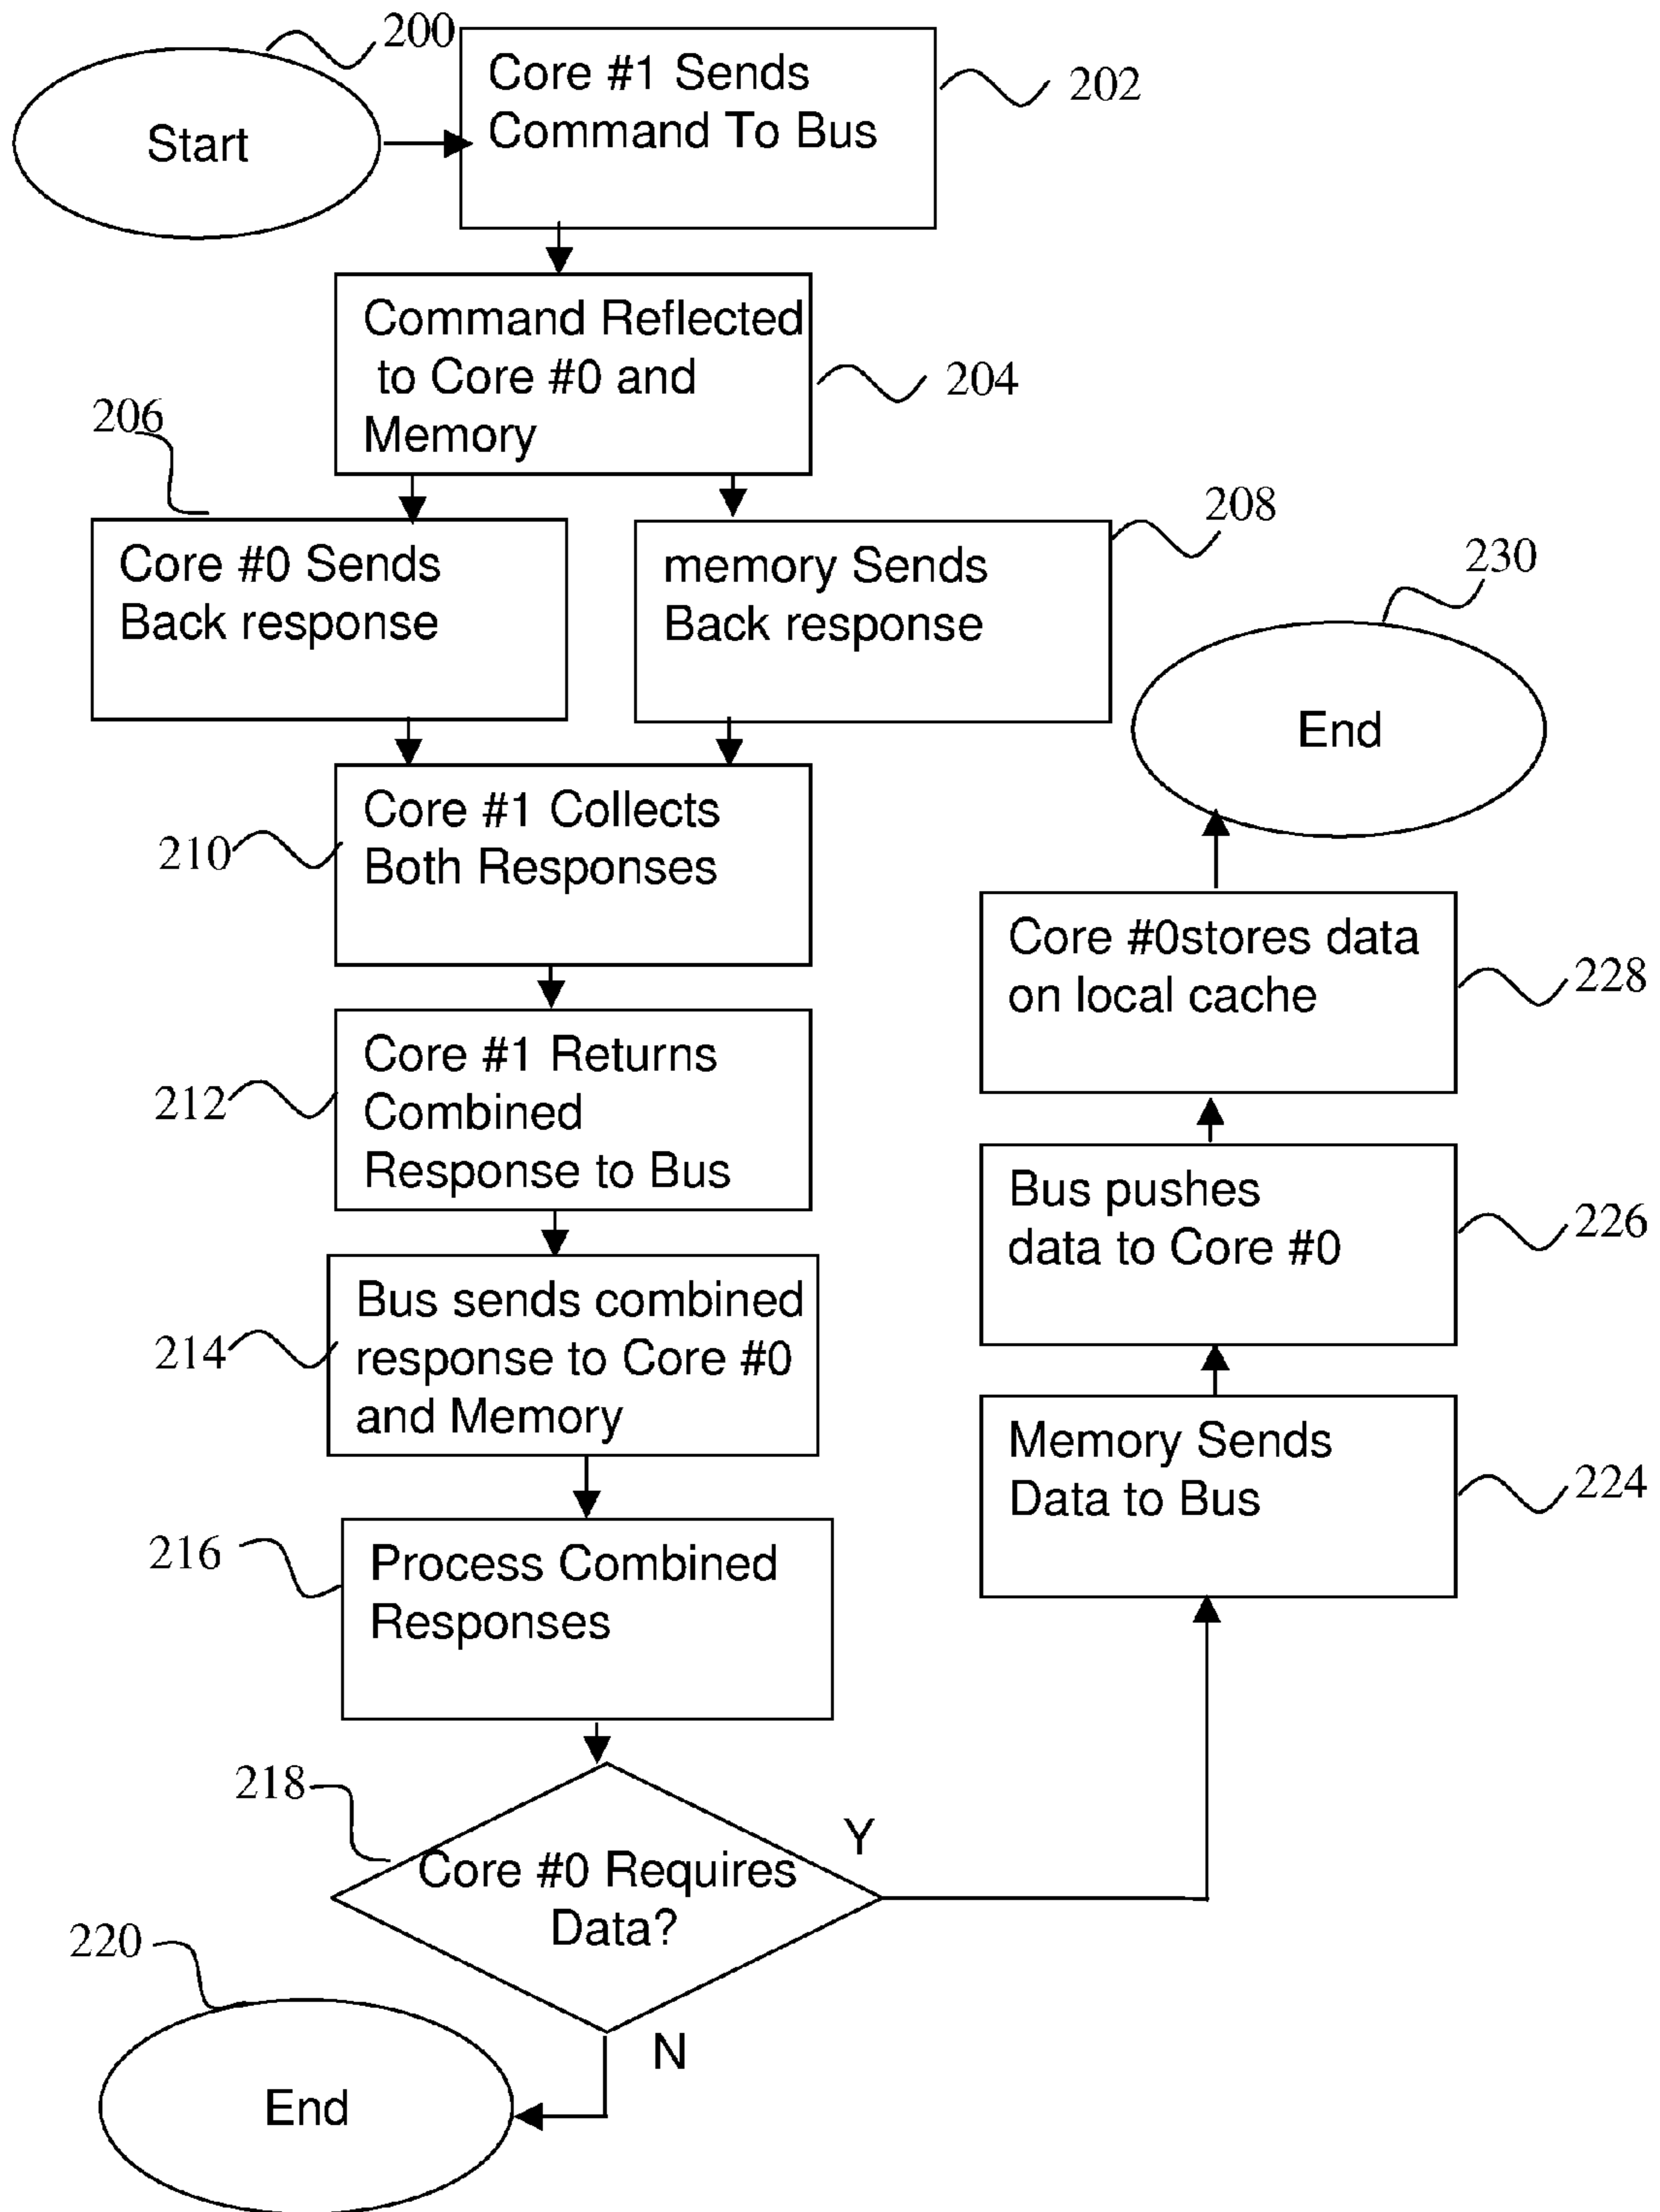 200
Start
Core #1 Sends
Command To Bus
202
Command Reflected
to Core #0 and
Memory
204
206
Core #0 Sends
Back response
memory Sends
Back response
208
230
End
210
Core #1 Collects
Both Responses
Core #0stores data
on local cache
228
212
Core #1 Returns
Combined
Response to Bus
Bus pushes
data to Core #0
226
214
Bus sends combined
response to Core #0
and Memory
Memory Sends
Data to Bus
224
216
Process Combined
Responses
218
Core #0 Requires
Data?
Y
N
220
End